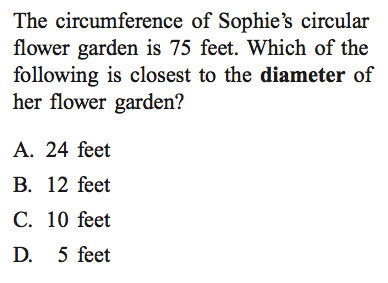 The circumference of Sophie’s circular
flower garden is 75 feet. Which of the
following is closest to the diameter of
her flower garden?
A. 24 feet
B. 12 feet
C. 10 feet
D. 5 feet